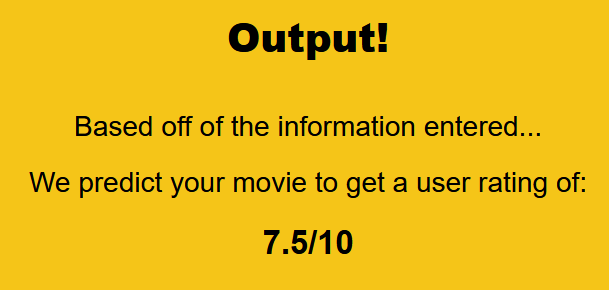 Output!
Based off of the information entered...
We predict your movie to get a user rating of:
7.5/10